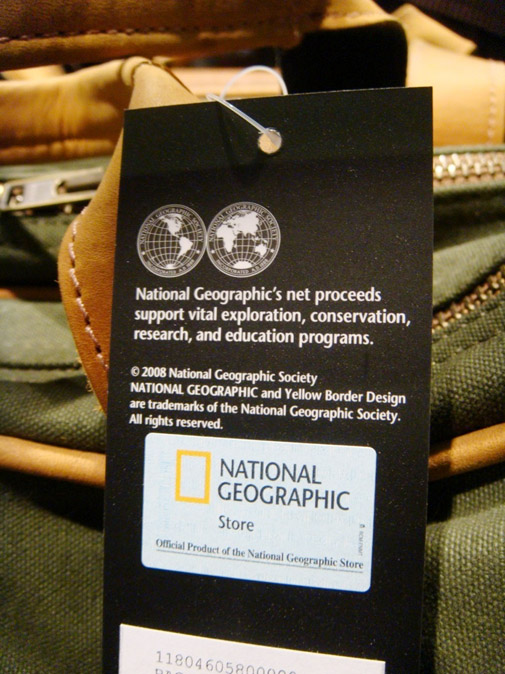 National Geographic's net proceeds
support vital exploration, conservation,
research, and education programs.
© 2008 National Geographic Society
NATIONAL GEOGRAPHIC and Yellow Border Design
are trademarks of the National Geographic Society.
All rights reserved.
NATIONAL
GEOGRAPHIC
Store
Official Product of the National Geographic Store